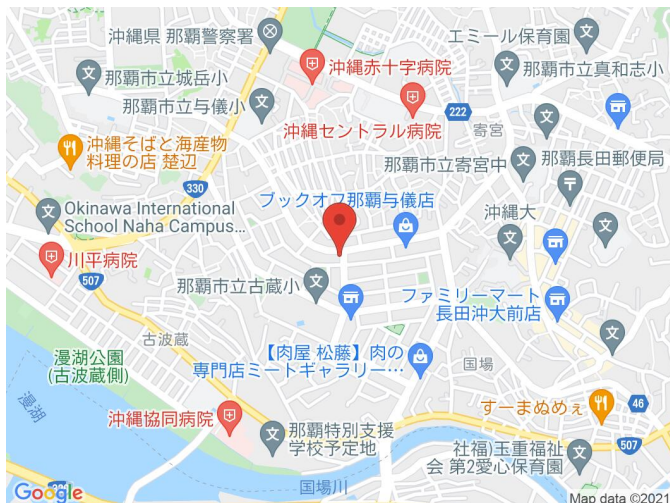 沖縄県 那覇警察署
エミール保育園
那覇市立城岳小
沖縄赤十字病院
那覇市立真和志小
那覇市立与儀小
222
沖縄セントラル病院
寄宮
沖縄そばと海産物
料理の店 楚辺
那覇市立寄宮中
那覇長田郵便局
330
ブックオフ那覇与儀店
Okinawa International
School Naha Campus...
沖縄大
川平病院
507
那覇市立古蔵小
ファミリーマート
長田沖大前店
古波蔵
漫湖公園
(古波蔵側)
【肉屋 松藤】肉の
専門店ミートギャラリー…
国場
漫湖
すーまぬめぇ
46
沖縄協同病院
507
那覇特別支援
学校予定地
社福)玉重福祉
会 第2愛心保育園
国場川
Google
Map data ©2021